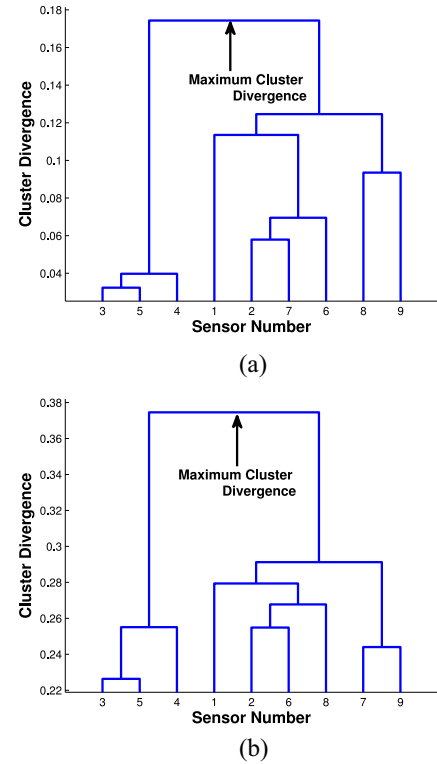 0.18
0.16
0.14
0.12
0.1
0.08
0.06
0.04
Cluster Divergence
Maximum Cluster
Divergence
3 5 4 1 2 7 6 8 9
Sensor Number
(a)
0.38
0.36
0.34
0.32
0.3
0.28
0.26
0.24
0.22
Cluster Divergence
Maximum Cluster
Divergence
3 5 4 1 2 6 8 7 9
Sensor Number
(b)